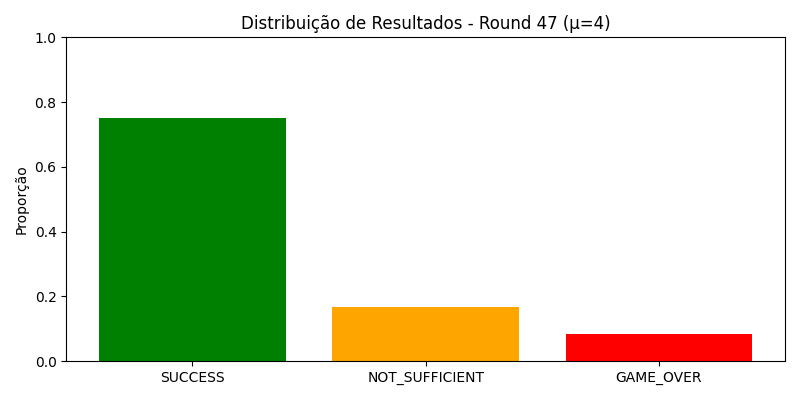 Distribuição de Resultados - Round 47 (μ=4)
1.0
0.8
0.6
0.4
0.2
0.0
Proporção
SUCCESS
NOT_SUFFICIENT
GAME_OVER